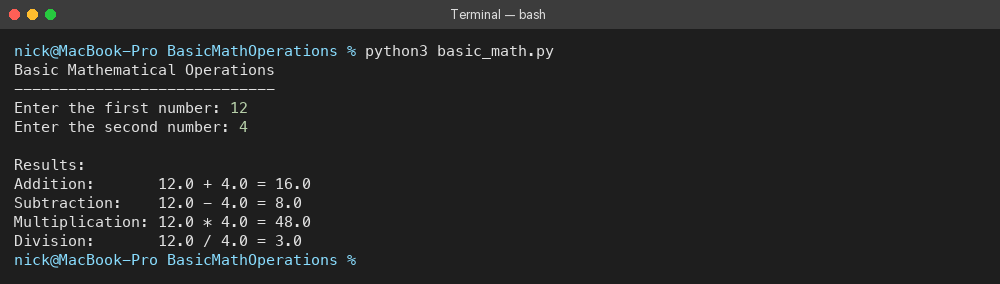 Terminal — bash
nick@MacBook-Pro BasicMathOperations % python3 basic_math.py
Basic Mathematical Operations
-----------------------------
Enter the first number: 12
Enter the second number: 4

Results:
Addition:       12.0 + 4.0 = 16.0
Subtraction:    12.0 - 4.0 = 8.0
Multiplication: 12.0 * 4.0 = 48.0
Division:       12.0 / 4.0 = 3.0
nick@MacBook-Pro BasicMathOperations %